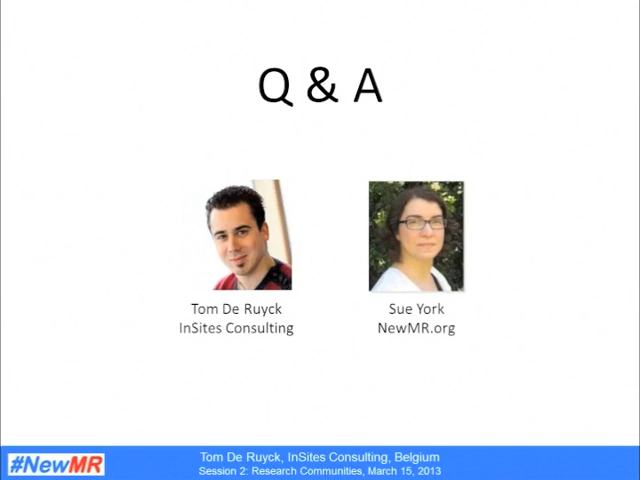 Q & A
Tom De Ruyck
InSites Consulting
Sue York
NewMR.org
#NewMR
Tom De Ruyck, InSites Consulting, Belgium
Session 2: Research Communities, March 15, 2013